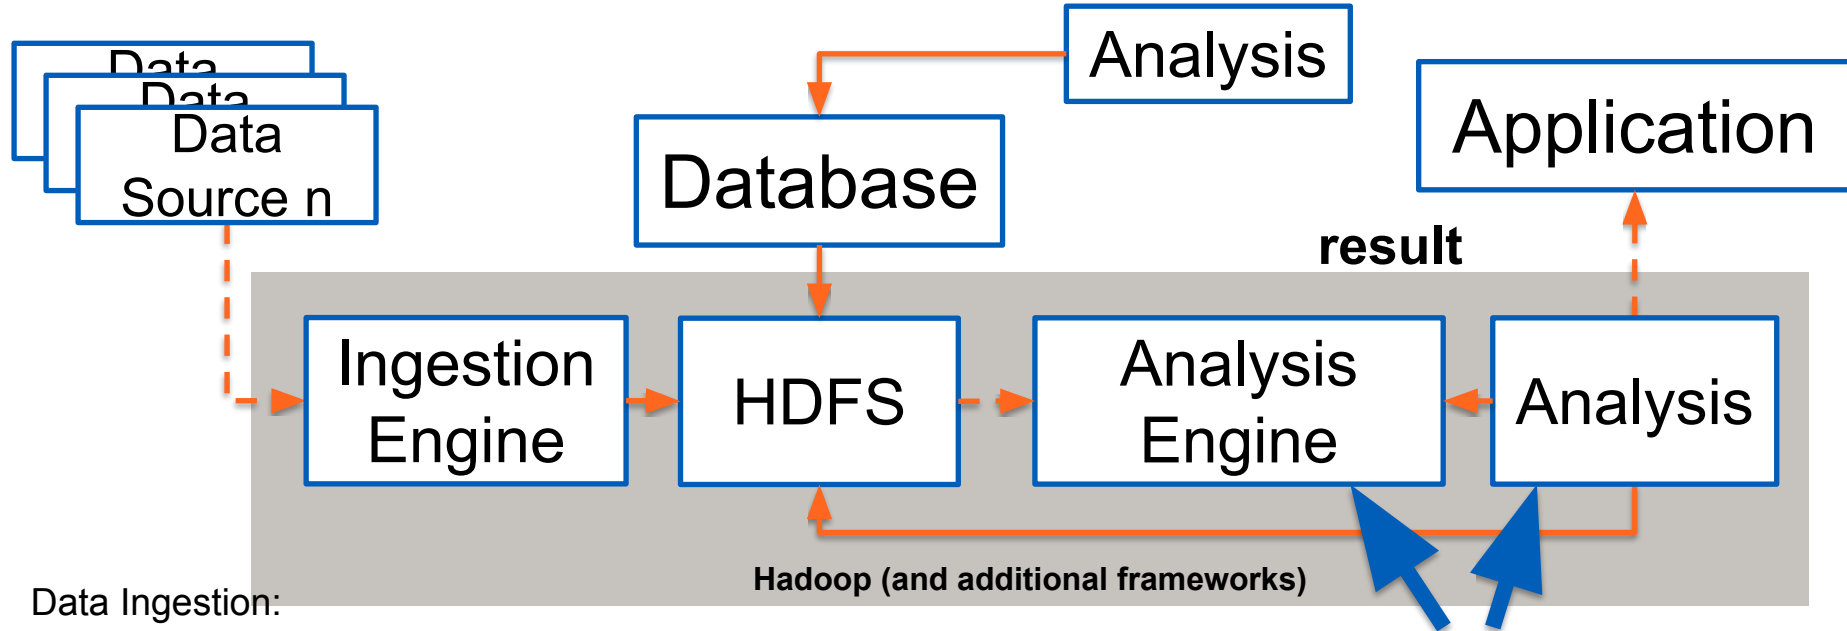 Data
Data
Data
Source n
Analysis
Database
Application
result
Ingestion
Engine
HDFS
Analysis
Engine
Analysis
Hadoop (and additional frameworks)
Data Ingestion: